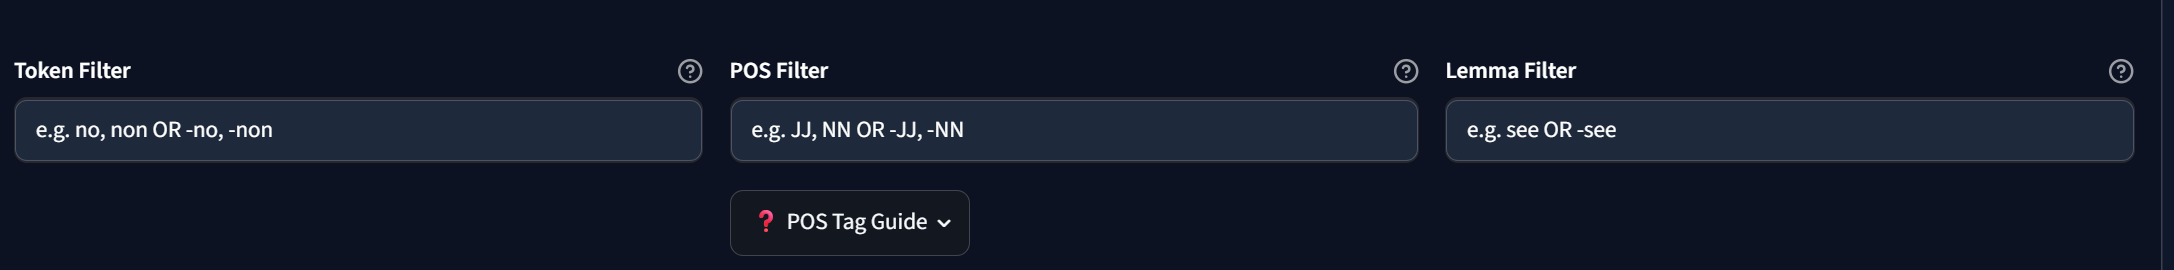 Token Filter
POS Filter
Lemma Filter
e.g. no, non OR -no, -non
e.g. JJ, NN OR -JJ, -NN
e.g. see OR -see
❓ POS Tag Guide